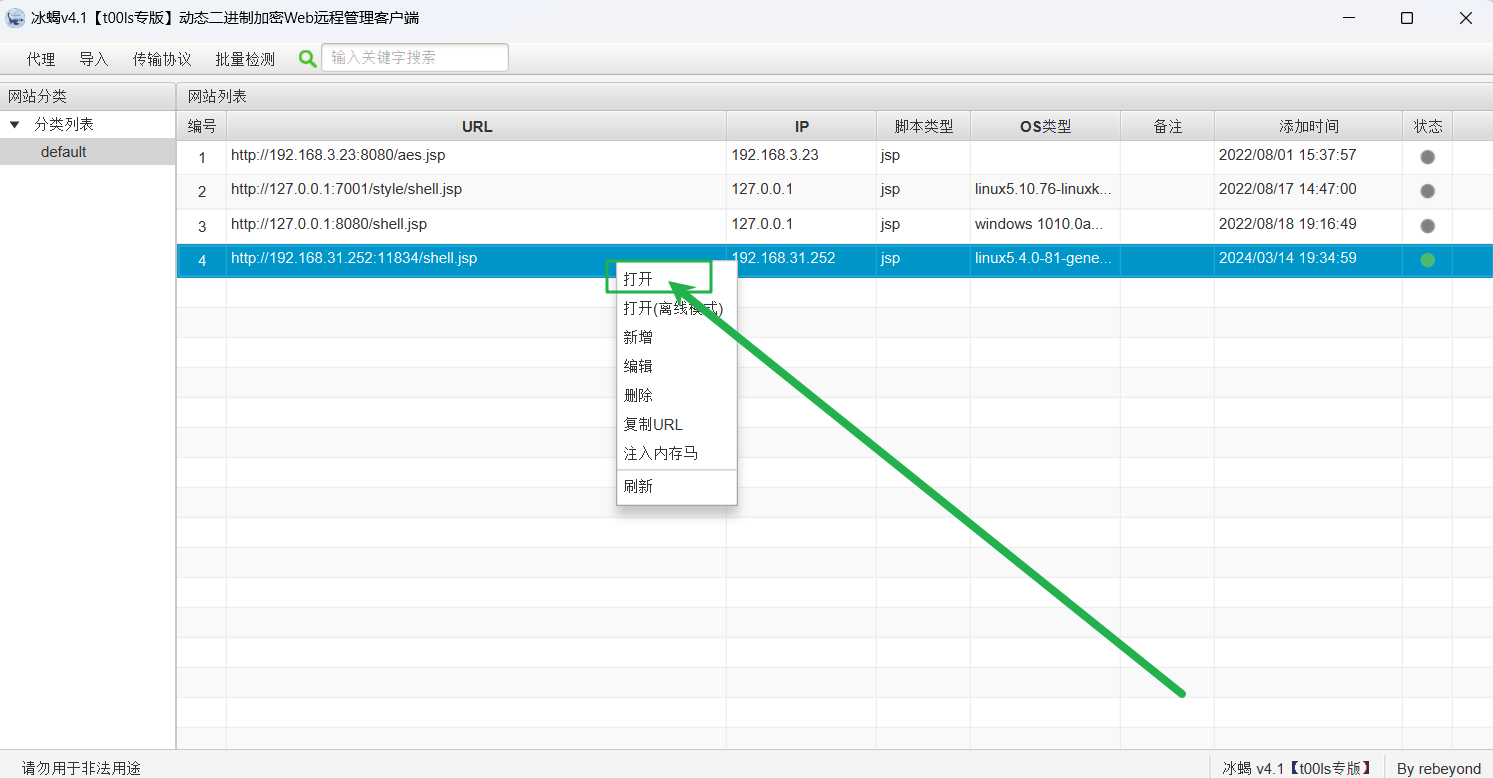 冰蝎v4.1【t00ls专版】动态二进制加密Web远程管理客户端
代理 导入 传输协议 批量检测 输入关键字搜索
网站分类 网站列表
分类列表
default
编号 URL IP 脚本类型 OS类型 备注 添加时间 状态
1 http://192.168.3.23:8080/aes.jsp 192.168.3.23 jsp 2022/08/01 15:37:57
2 http://127.0.0.1:7001/style/shell.jsp 127.0.0.1 jsp linux5.10.76-linuxk... 2022/08/17 14:47:00
3 http://127.0.0.1:8080/shell.jsp 127.0.0.1 jsp windows 1010.0a... 2022/08/18 19:16:49
4 http://192.168.31.252:11834/shell.jsp 192.168.31.252 jsp linux5.4.0-81-gene... 2024/03/14 19:34:59
打开
打开(离线模式)
新增
编辑
删除
复制URL
注入内存马
刷新
请勿用于非法用途 冰蝎 v4.1【t00ls专版】 By rebeyond